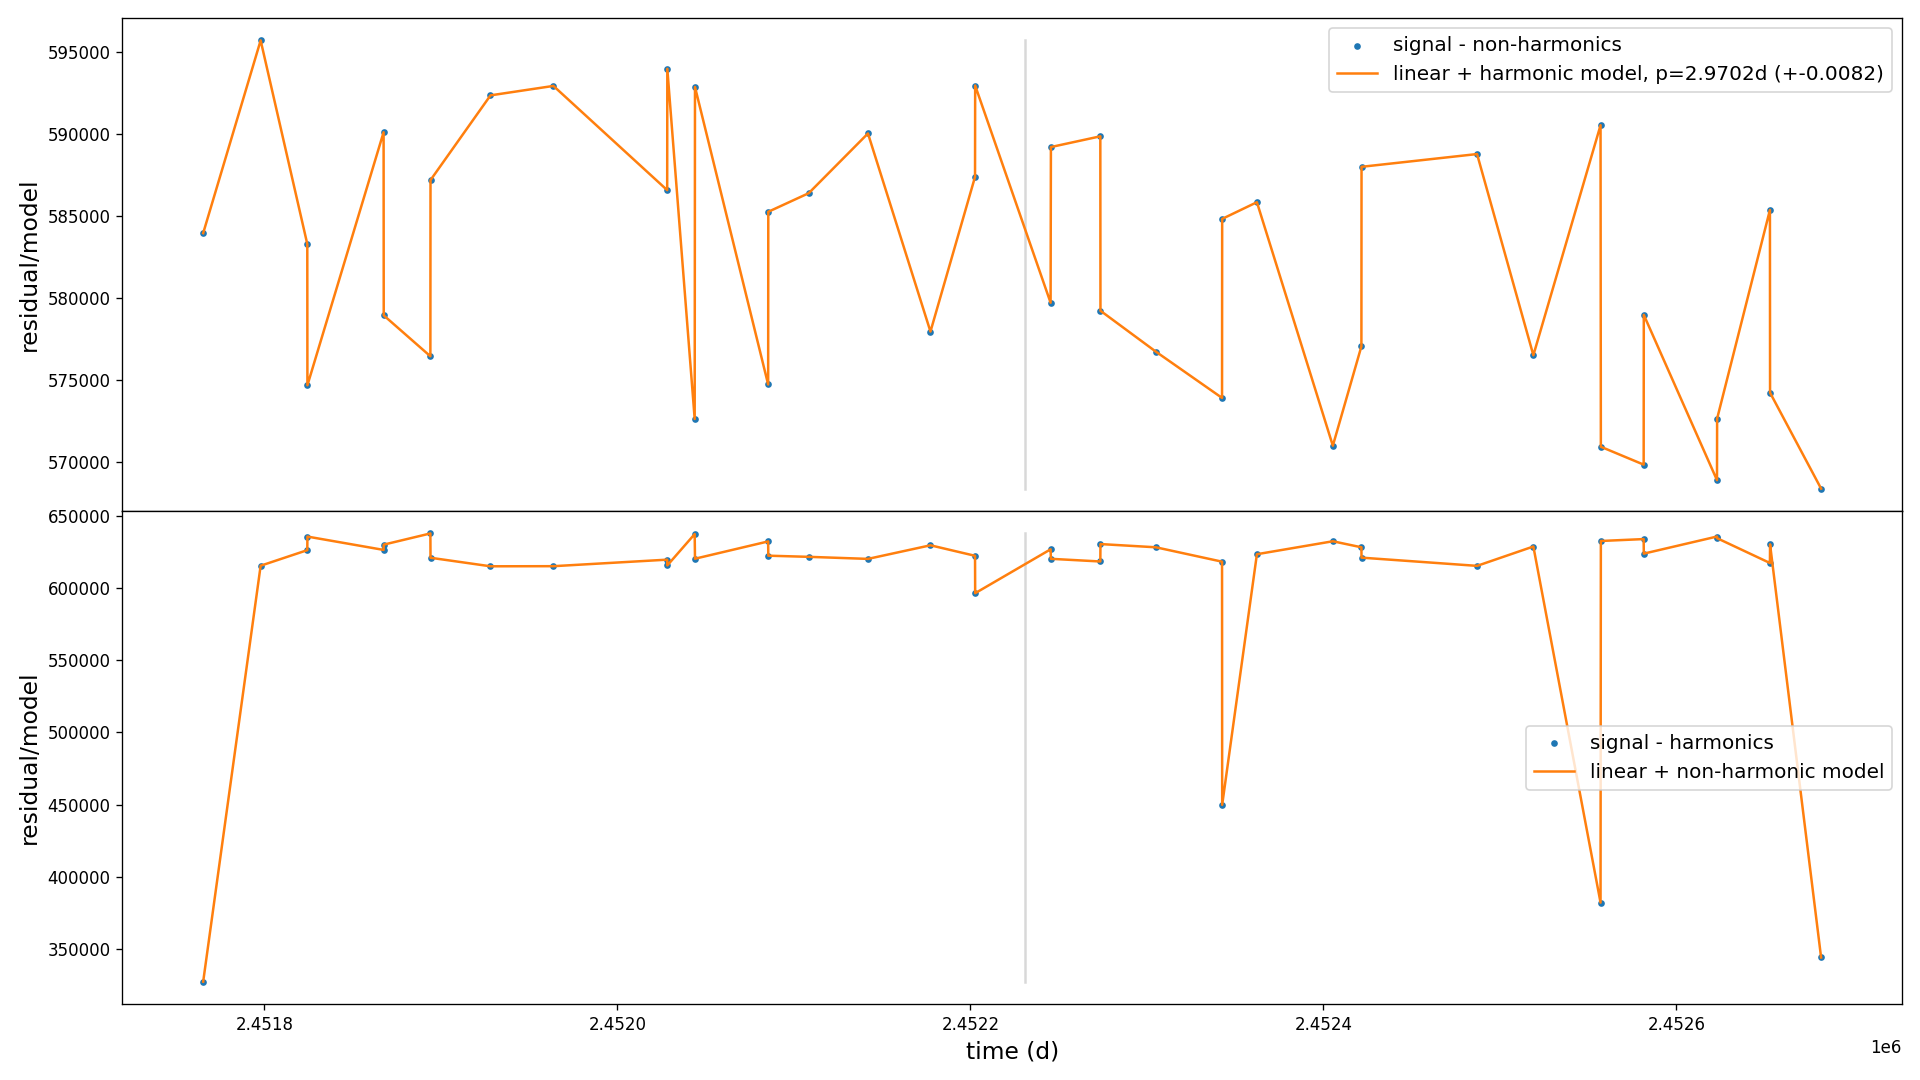 595000
590000
585000
580000
575000
570000
residual/model
signal - non-harmonics
linear + harmonic model, p=2.9702d (+-0.0082)
650000
600000
550000
500000
450000
400000
350000
residual/model
signal - harmonics
linear + non-harmonic model
2.4518 2.4520 2.4522 2.4524 2.4526
time (d)
1e6